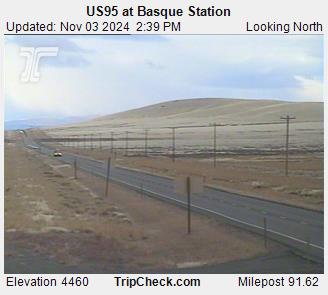 US95 at Basque Station
Updated: Nov 03 2024 2:39 PM Looking North
Elevation 4460 TripCheck.com Milepost 91.62